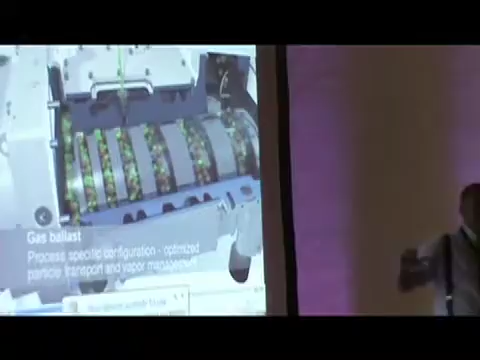 Gas ballast
Process specific configuration - optimized
particle transport and vapor management